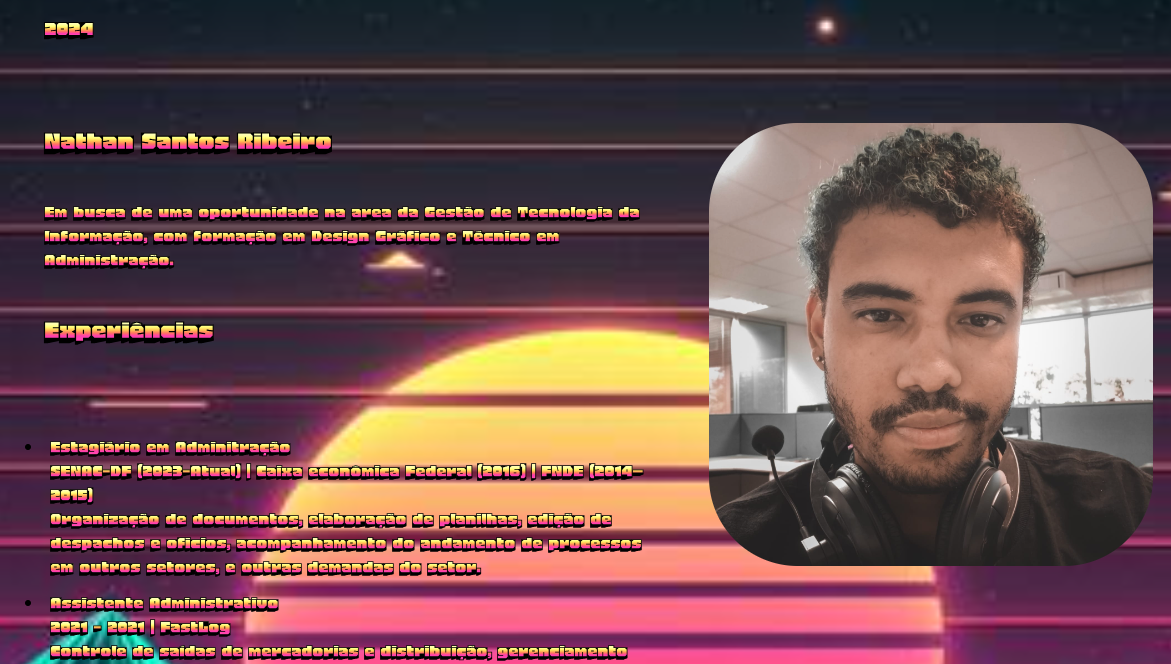 2024
Nathan Santos Ribeiro
Em busca de uma oportunidade na area da Gestão de Tecnologia da
Informação, com formação em Design Gráfico e Técnico em
Administração.
Experiências
Estagiário em Adminitração
SENAC-DF (2023-Atual) | Caixa econômica Federal (2016) | FNDE (2014-
2015)
Organização de documentos, elaboração de planilhas, edição de
despachos e ofícios, acompanhamento do andamento de processos
em outros setores, e outras demandas do setor.
Assistente Administrativo
2021 - 2021 | FastLog
Controle de saídas de mercadorias e distribuição, gerenciamento